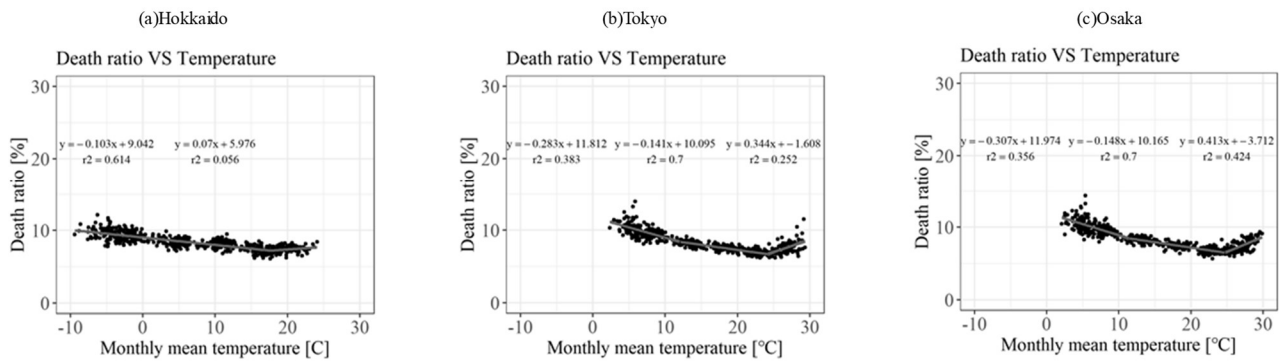 (a)Hokkaido
Death ratio VS Temperature
Death ratio [%]
30
20
10
0
y=−0.103x+9.042
r2=0.614
y=0.07x+5.976
r2=0.056
-10 0 10 20 30
Monthly mean temperature [C]
(b)Tokyo
Death ratio VS Temperature
Death ratio [%]
30
20
10
0
y=−0.283x+11.812
r2=0.383
y=−0.141x+10.095
r2=0.7
y=0.344x+-1.608
r2=0.252
-10 0 10 20 30
Monthly mean temperature [°C]
(c)Osaka
Death ratio VS Temperature
Death ratio [%]
30
20
10
0
y=−0.307x+11.974
r2=0.356
y=−0.148x+10.165
r2=0.7
y=0.413x+-3.712
r2=0.424
-10 0 10 20 30
Monthly mean temperature [℃]